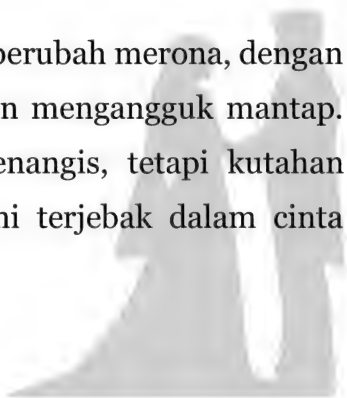 berubah merona, dengan
n mengangguk mantap.
enangis, tetapi kutahan
ni terjebak dalam cinta